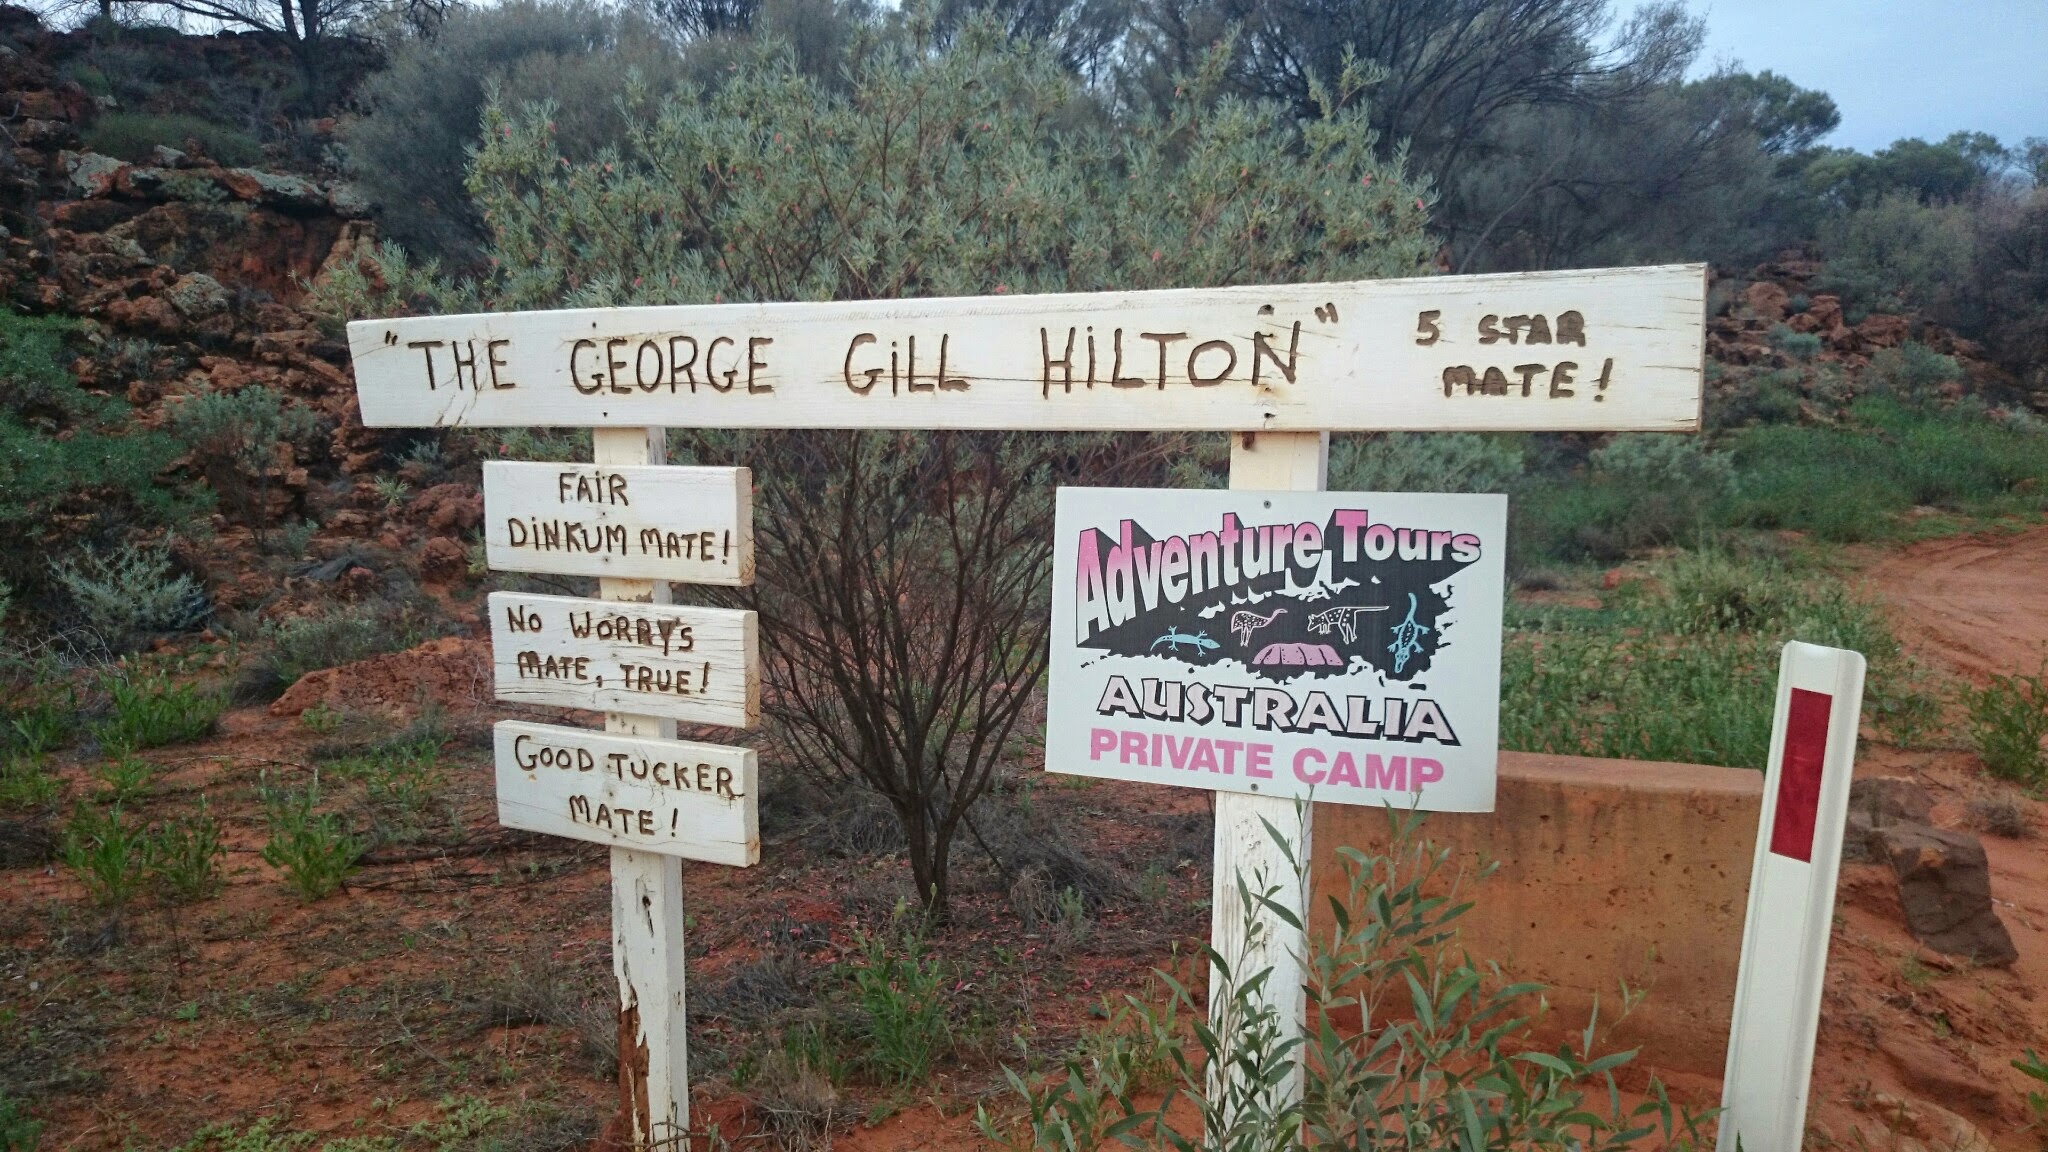 "THE GEORGE GiLL HiLTON"
5 STAR
MATE!
FAiR
DiNKUM MATE!
NO WORRY'S
MATE, TRUE!
GOOD TUCKER
MATE!
Adventure Tours
AUSTRALIA
PRIVATE CAMP